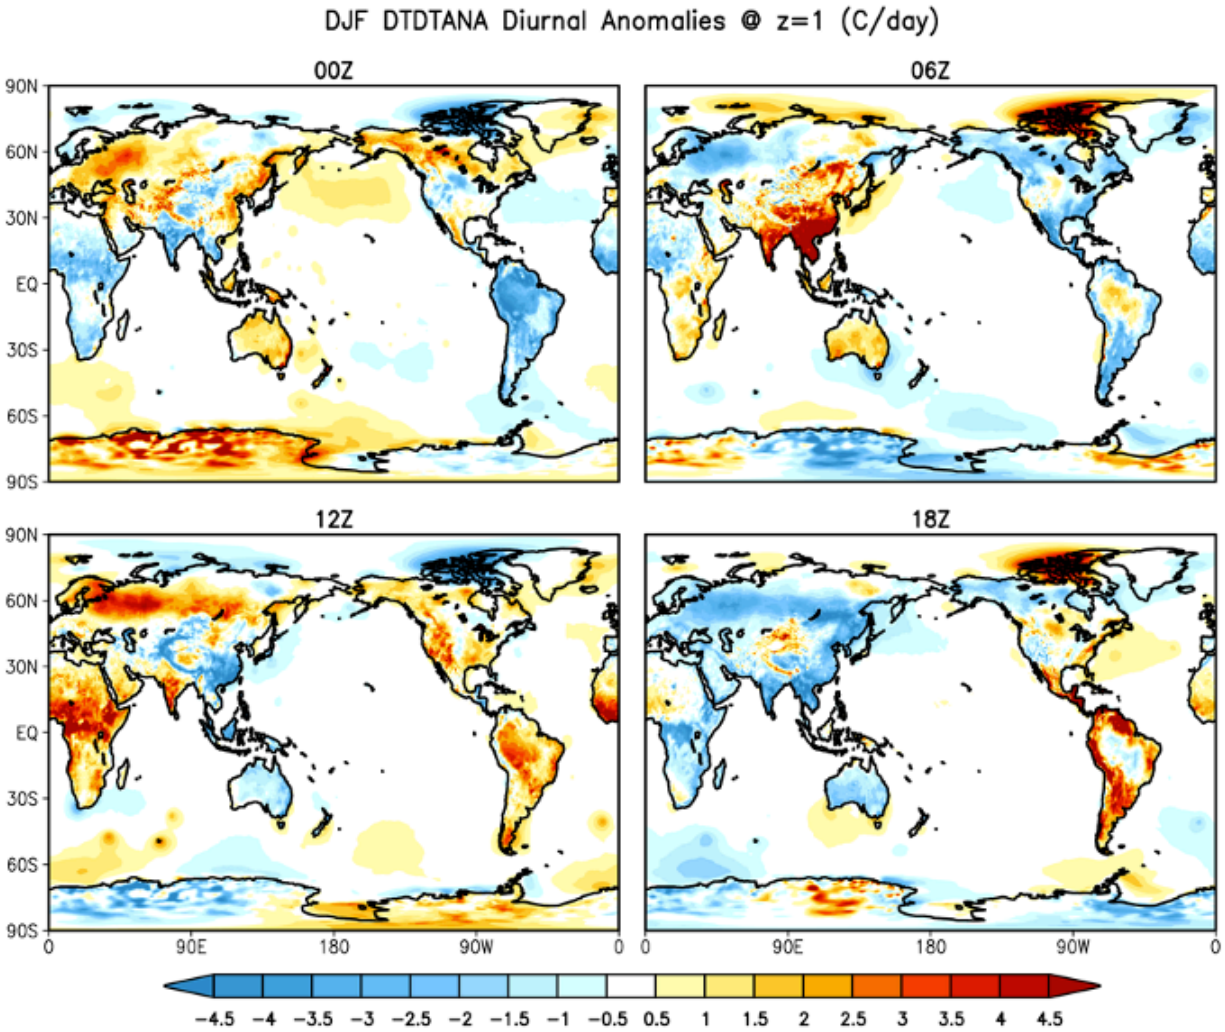 DJF DTDTANA Diurnal Anomalies @ z=1 (C/day)
00Z 06Z
90N
60N
30N
EQ
30S
60S
90S
12Z 18Z
90N
60N
30N
EQ
30S
60S
90S
0 90E 180 90W 0 0 90E 180 90W 0
-4.5 -4 -3.5 -3 -2.5 -2 -1.5 -1 -0.5 0.5 1 1.5 2 2.5 3 3.5 4 4.5